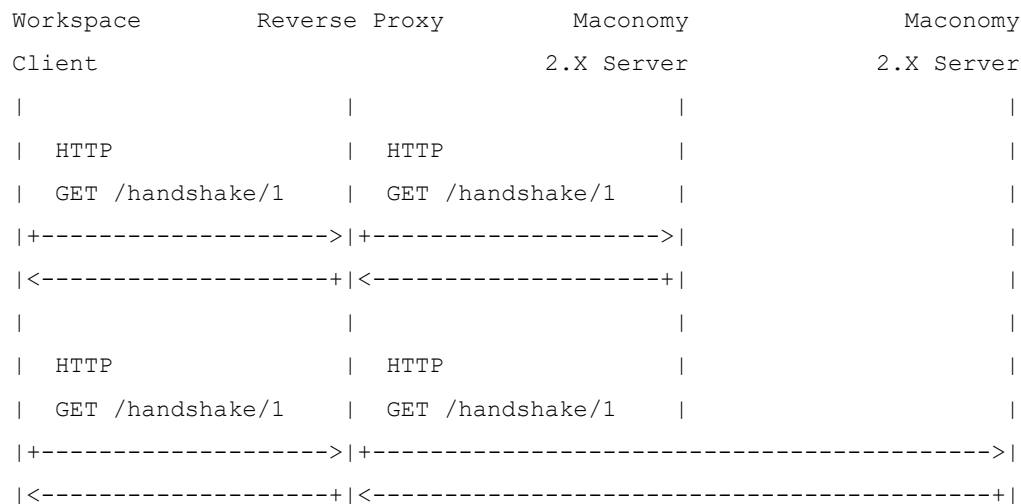 Workspace        Reverse Proxy         Maconomy               Maconomy
Client                               2.X Server           2.X Server
|                      |                      |                      |
|  HTTP                |  HTTP                |                      |
|  GET /handshake/1    |  GET /handshake/1    |                      |
|+-------------------->|+-------------------->|                      |
|<--------------------+|<--------------------+|                      |
|                      |                      |                      |
|  HTTP                |  HTTP                |                      |
|  GET /handshake/1    |  GET /handshake/1    |                      |
|+-------------------->|+------------------------------------------->|
|<--------------------+|<-------------------------------------------+|